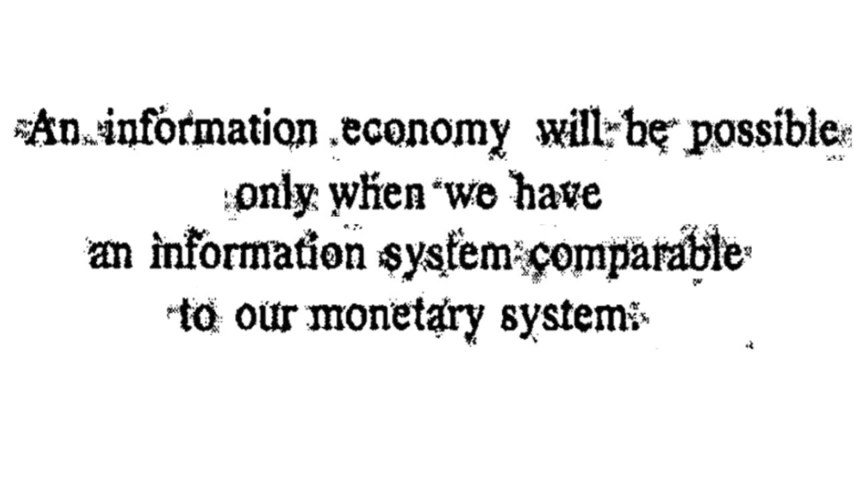 An information economy will be possible
only when we have
an information system comparable
to our monetary system.